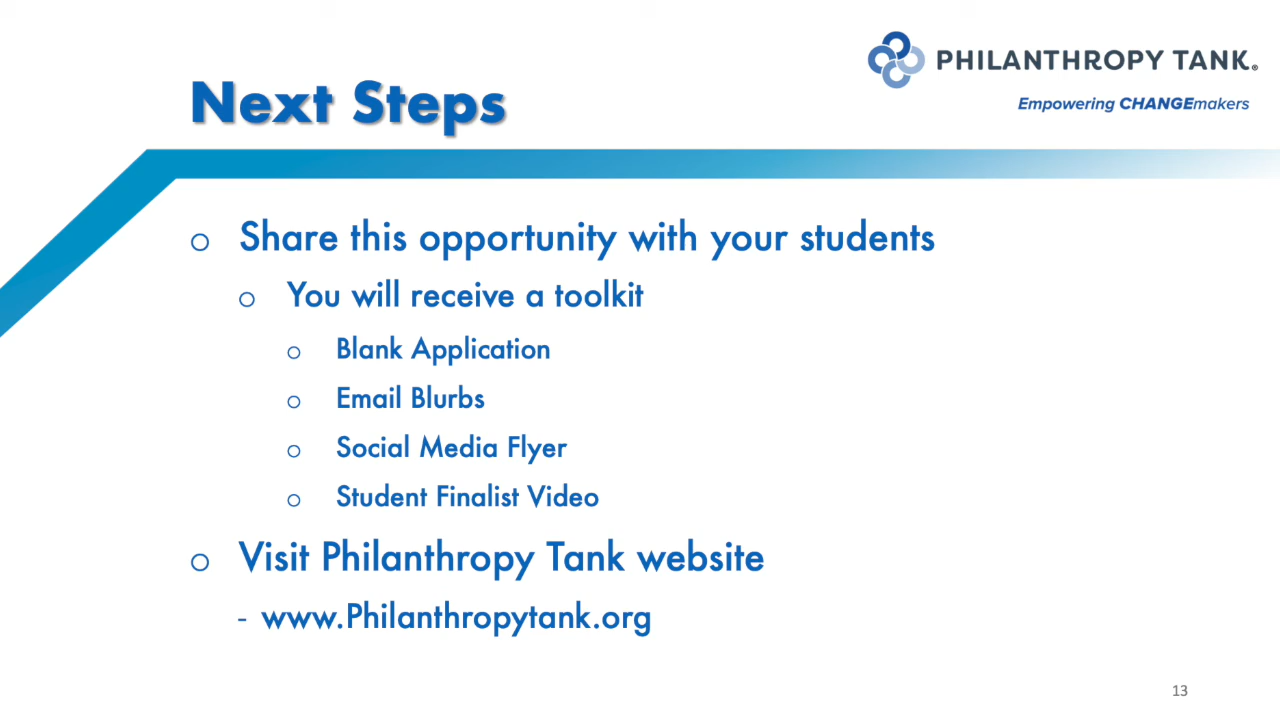 PHILANTHROPY TANK®
Empowering CHANGEmakers
Next Steps
o Share this opportunity with your students
o You will receive a toolkit
o Blank Application
o Email Blurbs
o Social Media Flyer
o Student Finalist Video
o Visit Philanthropy Tank website
- www.Philanthropytank.org
13